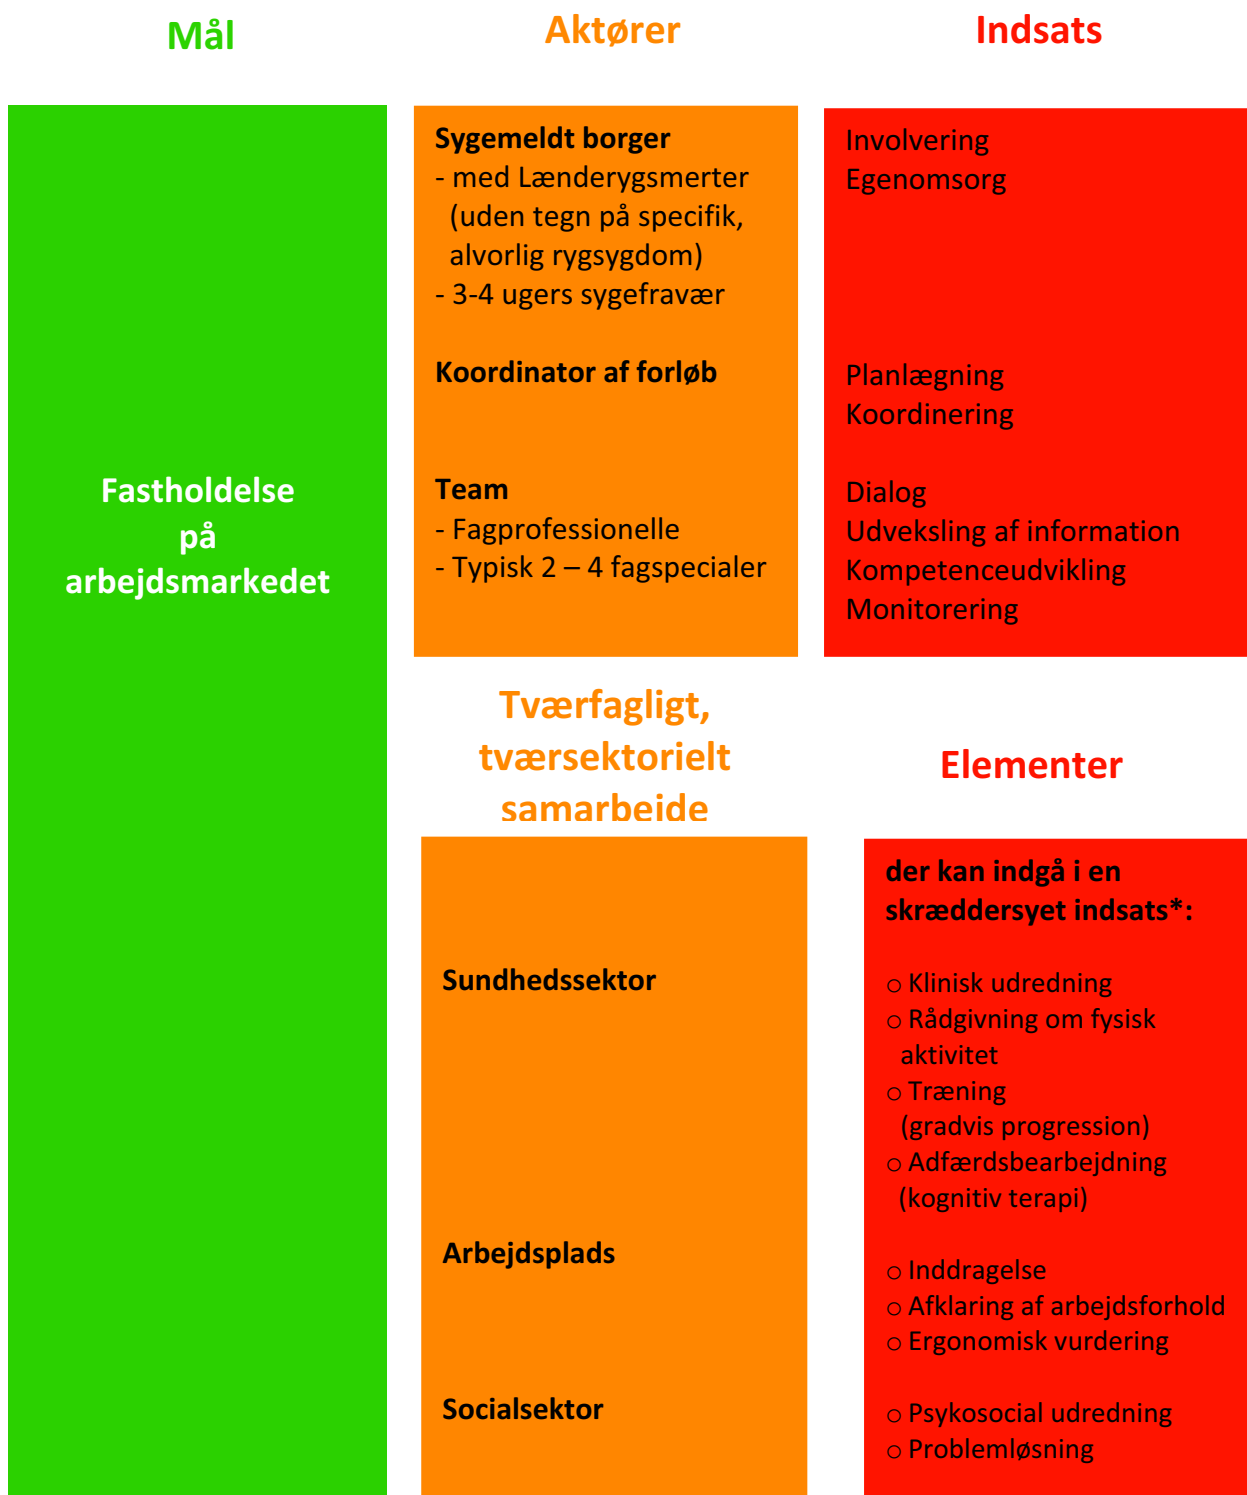 Mål
Aktører
Indsats
Fastholdelse
på
arbejdsmarkedet
Sygemeldt borger
- med Lænderygsmerter
(uden tegn på specifik,
alvorlig rygsygdom)
- 3-4 ugers sygefravær
Koordinator af forløb
Team
- Fagprofessionelle
- Typisk 2 – 4 fagspecialer
Involvering
Egenomsorg
Planlægning
Koordinering
Dialog
Udveksling af information
Kompetenceudvikling
Monitorering
Tværfagligt,
tværsektorielt
samarbejde
Sundhedssektor
Arbejdsplads
Socialsektor
Elementer
der kan indgå i en
skræddersyet indsats*:
o Klinisk udredning
o Rådgivning om fysisk
aktivitet
o Træning
(gradvis progression)
o Adfærdsbearbejdning
(kognitiv terapi)
o Inddragelse
o Afklaring af arbejdsforhold
o Ergonomisk vurdering
o Psykosocial udredning
o Problemløsning